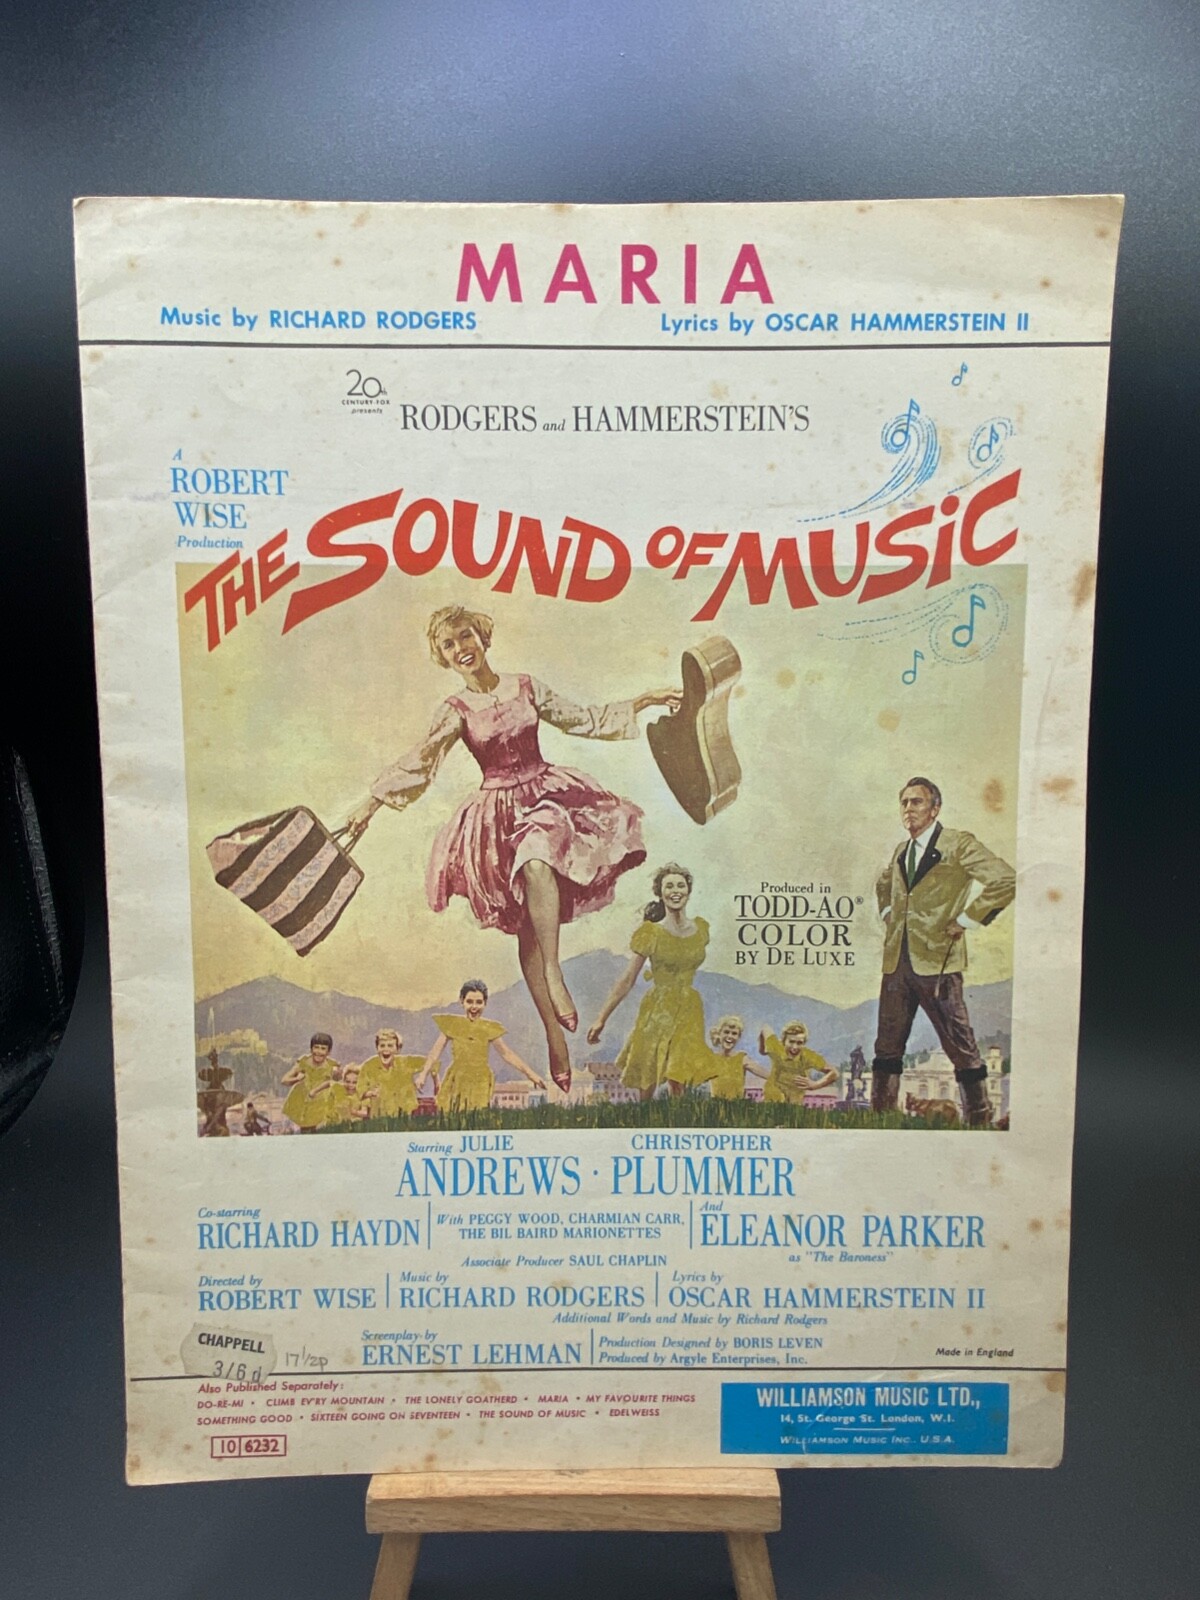 MARIA
Music by RICHARD RODGERS
Lyrics by OSCAR HAMMERSTEIN II
20th
CENTURY-FOX
presents
RODGERS and HAMMERSTEIN'S
A
ROBERT
WISE
Production
THE SOUND OF MUSiC
Produced in
TODD-AO®
COLOR
BY DE LUXE
Starring JULIE
ANDREWS · CHRISTOPHER
PLUMMER
Co-starring
RICHARD HAYDN
With PEGGY WOOD, CHARMIAN CARR,
THE BIL BAIRD MARIONETTES
And
ELEANOR PARKER
as "The Baroness"
Associate Producer SAUL CHAPLIN
Directed by
ROBERT WISE
Music by
RICHARD RODGERS
Lyrics by
OSCAR HAMMERSTEIN II
Additional Words and Music by Richard Rodgers
Screenplay by
ERNEST LEHMAN
Production Designed by BORIS LEVEN
Produced by Argyle Enterprises, Inc.
Made in England
CHAPPELL
3/6d
17½p
Also Published Separately:
DO-RE-MI • CLIMB EV'RY MOUNTAIN • THE LONELY GOATHERD • MARIA • MY FAVOURITE THINGS
SOMETHING GOOD • SIXTEEN GOING ON SEVENTEEN • THE SOUND OF MUSIC • EDELWEISS
10 6232
WILLIAMSON MUSIC LTD.,
14, St. George St. London, W.1.
WILLIAMSON MUSIC INC., U.S.A.